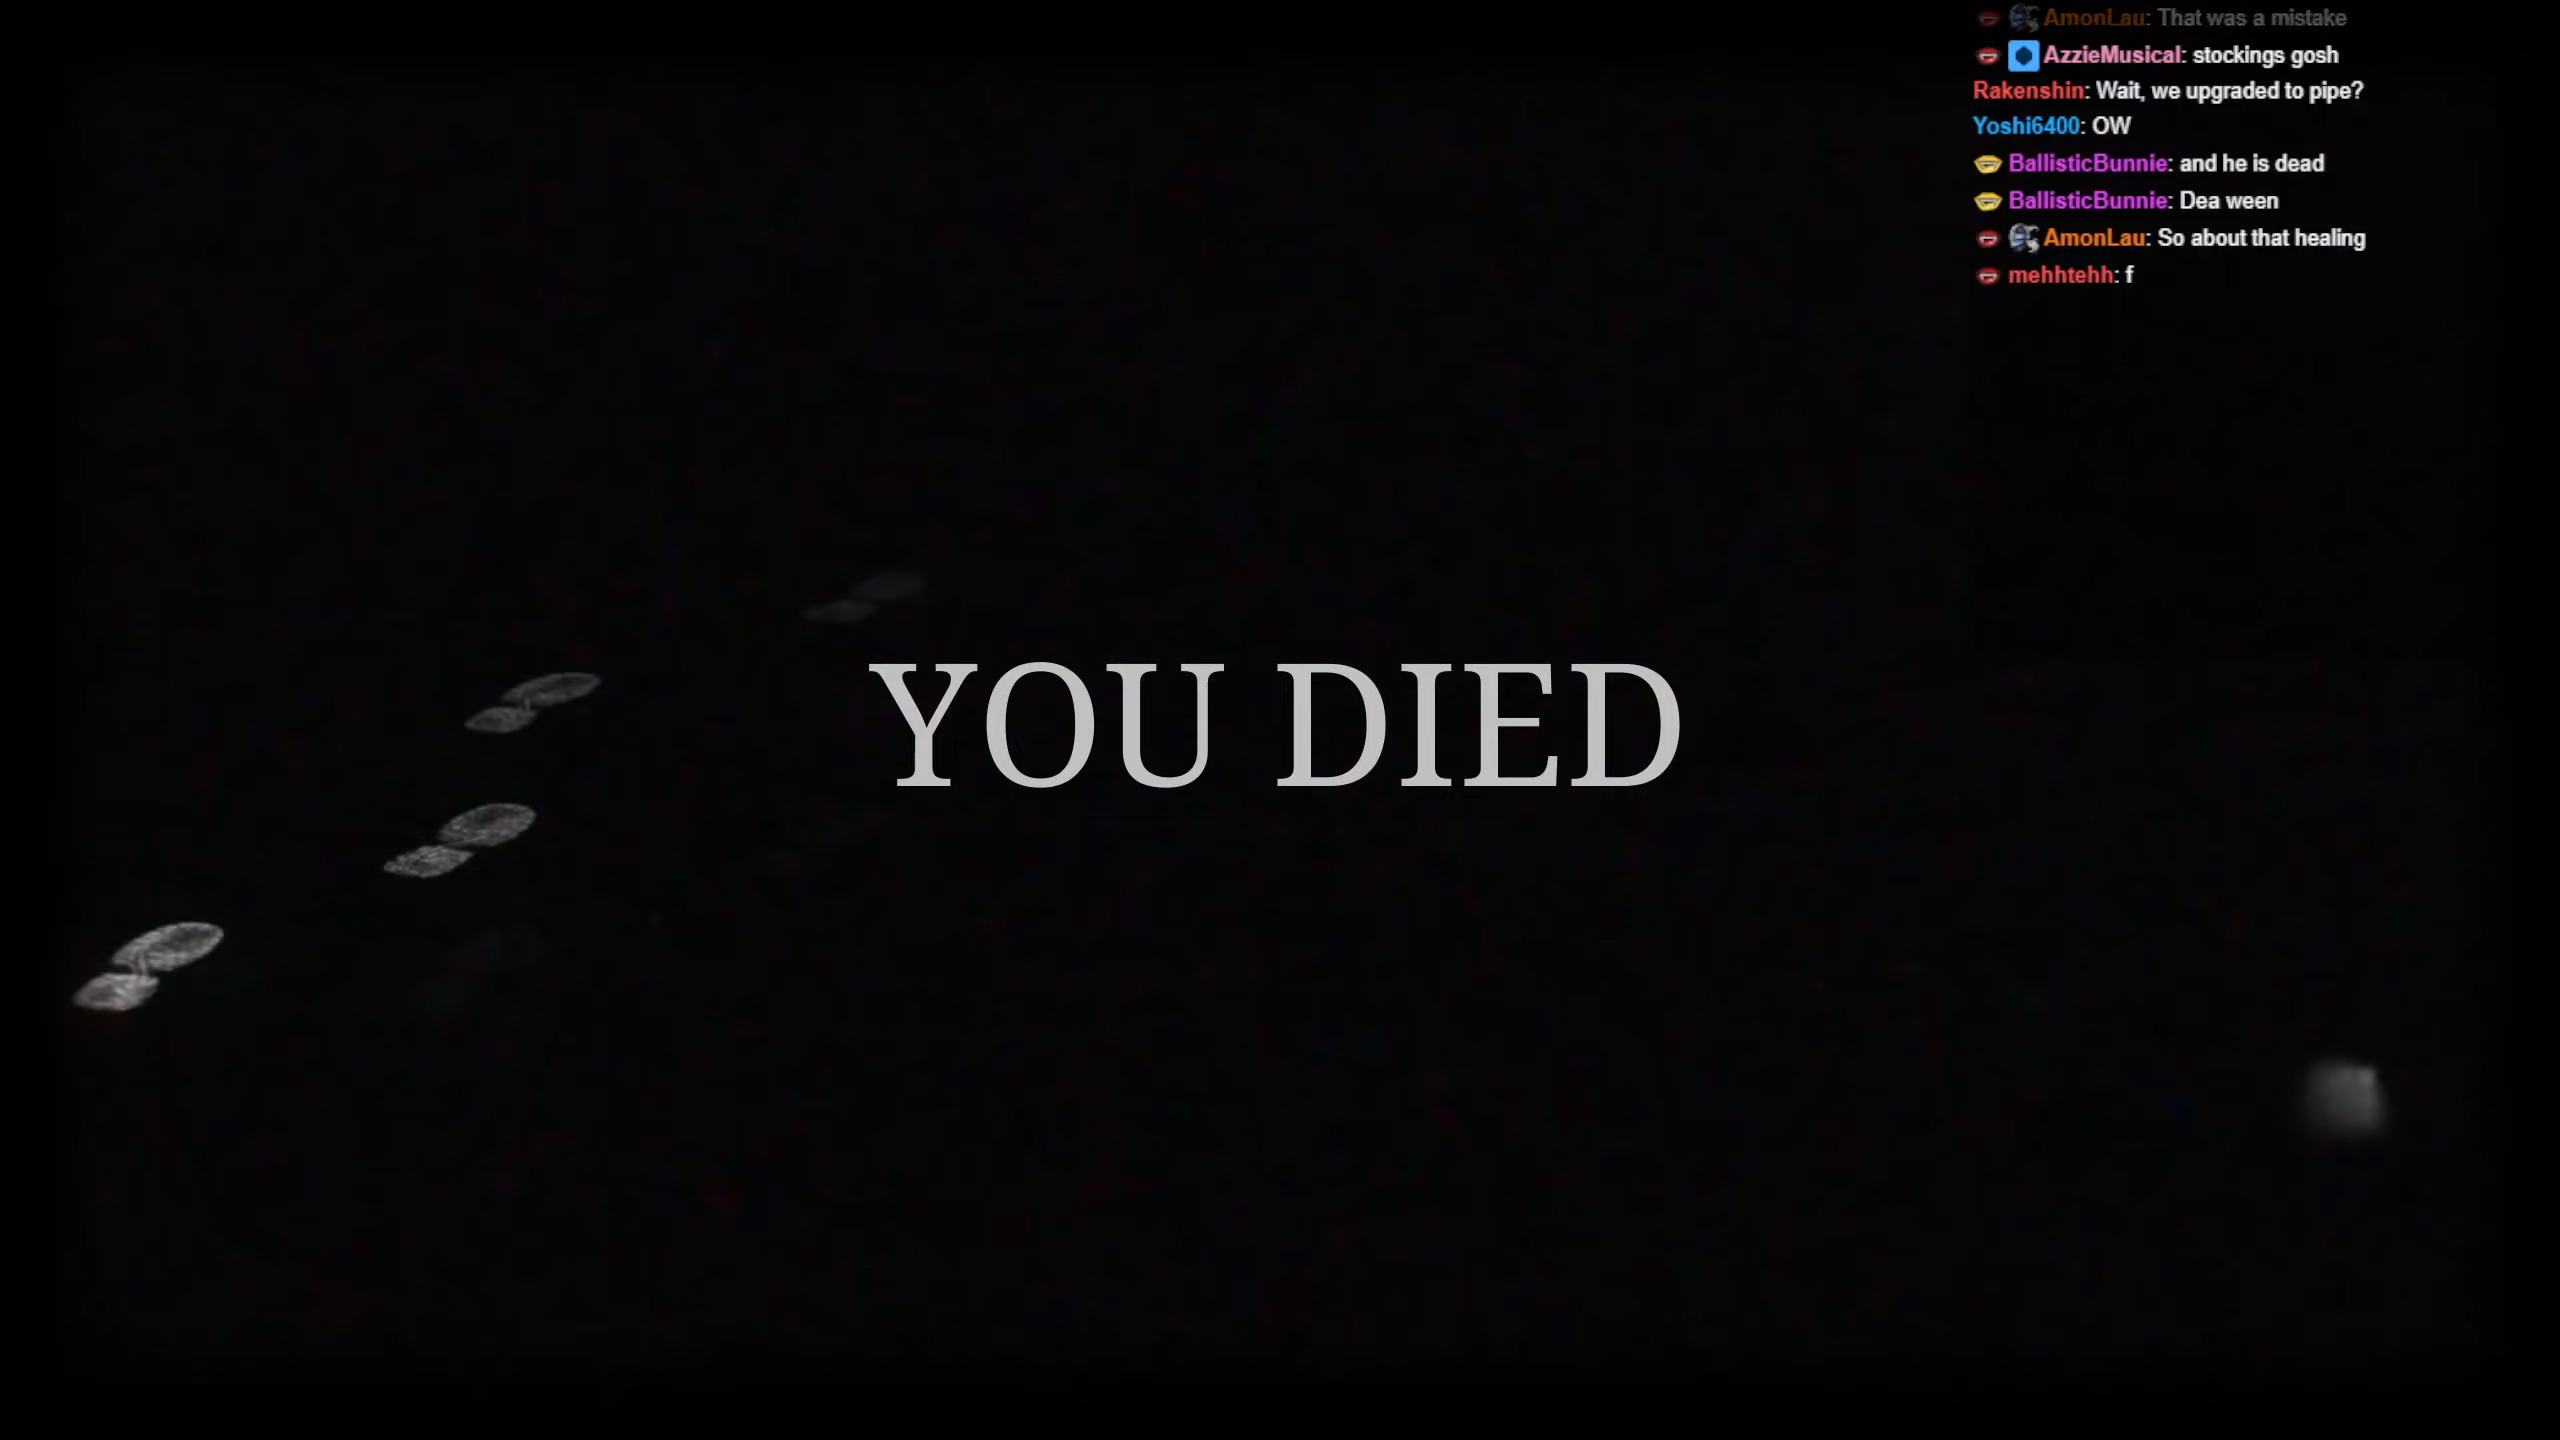 AmonLau: That was a mistake
AzzieMusical: stockings gosh
Rakenshin: Wait, we upgraded to pipe?
Yoshi6400: OW
BallisticBunnie: and he is dead
BallisticBunnie: Dea ween
AmonLau: So about that healing
mehhtehh: f
YOU DIED